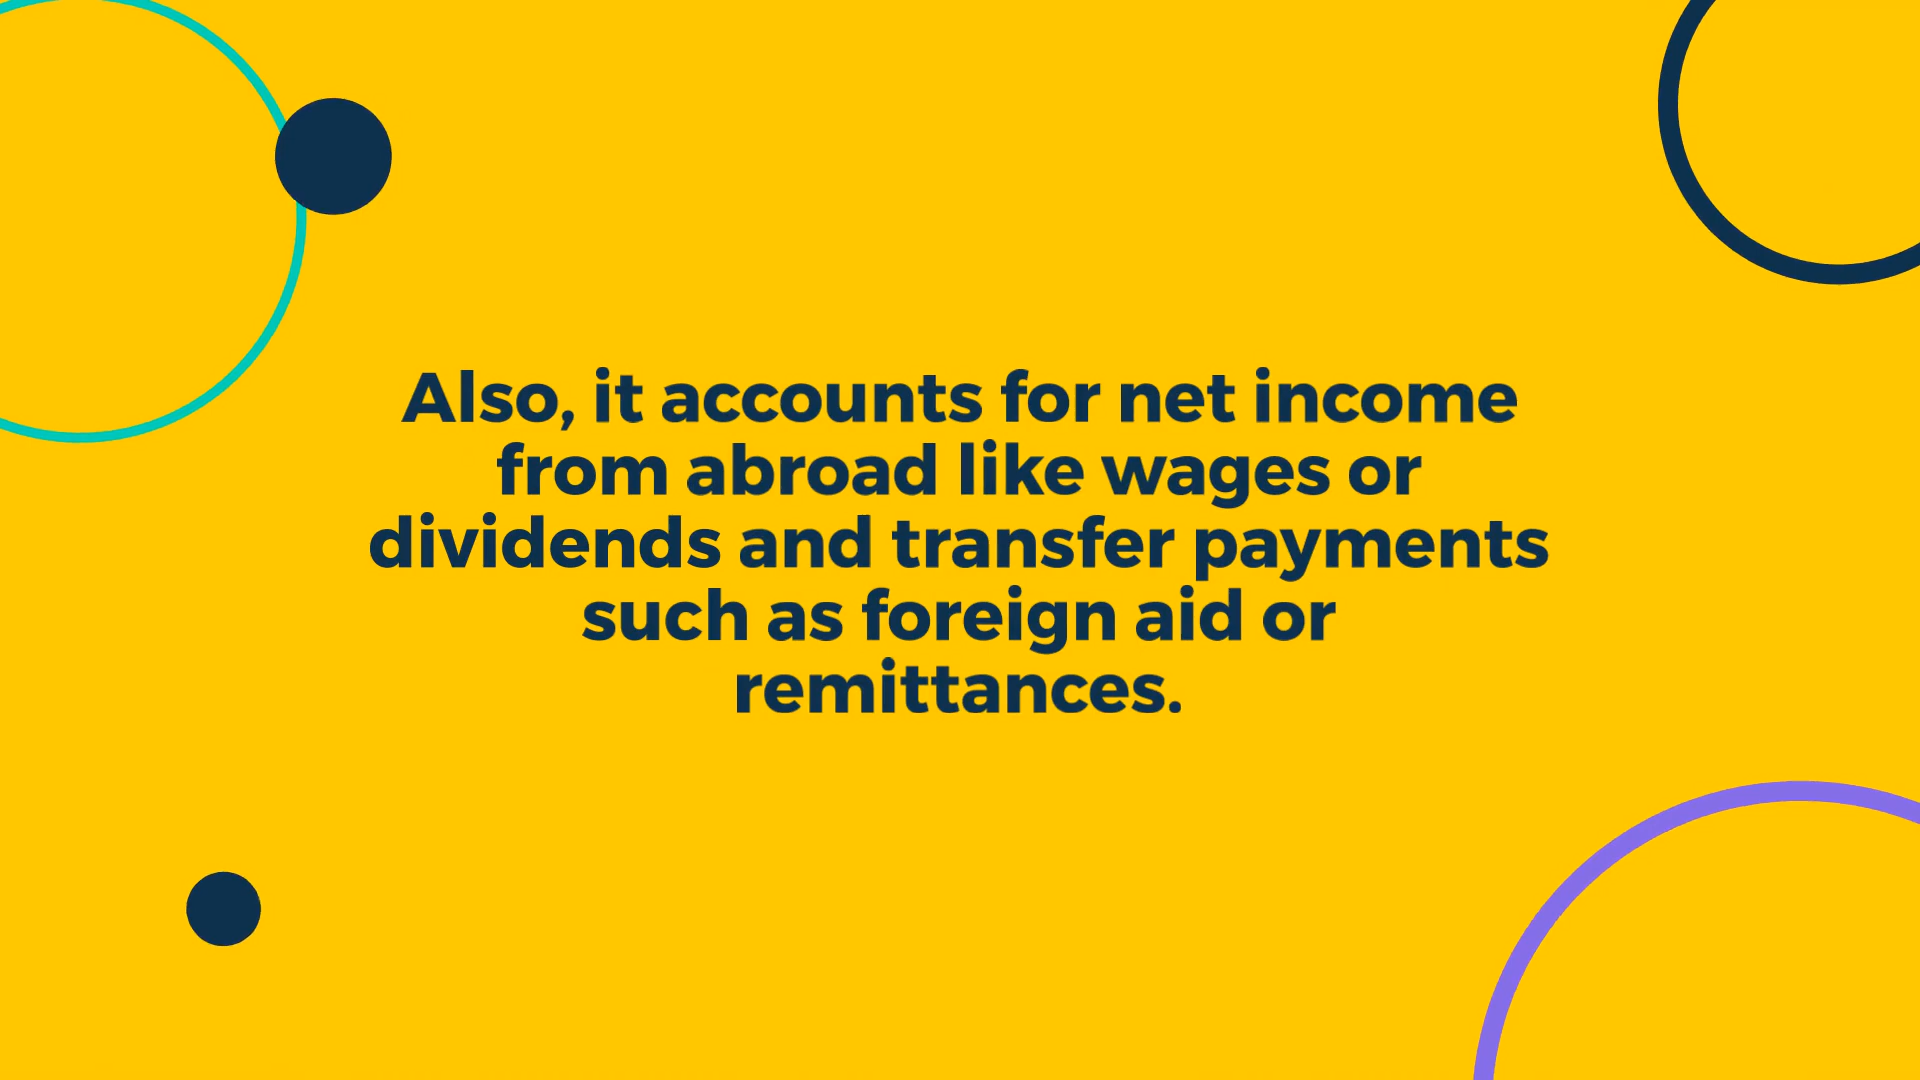 Also, it accounts for net income
from abroad like wages or
dividends and transfer payments
such as foreign aid or
remittances.